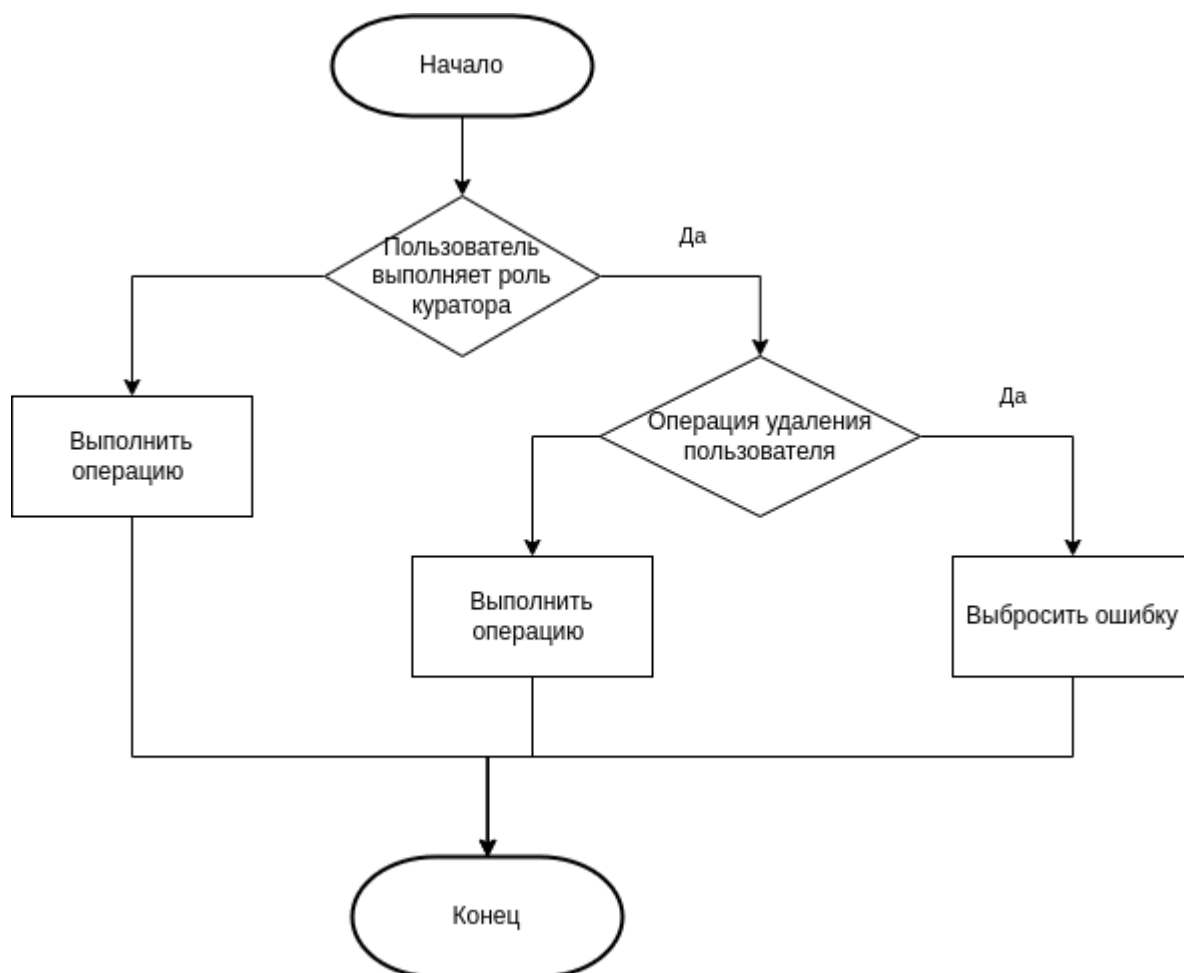 Начало
Да
Пользователь
выполняет роль
куратора
Да
Операция удаления
пользователя
Выполнить
операцию
Выполнить
операцию
Выбросить ошибку
Конец